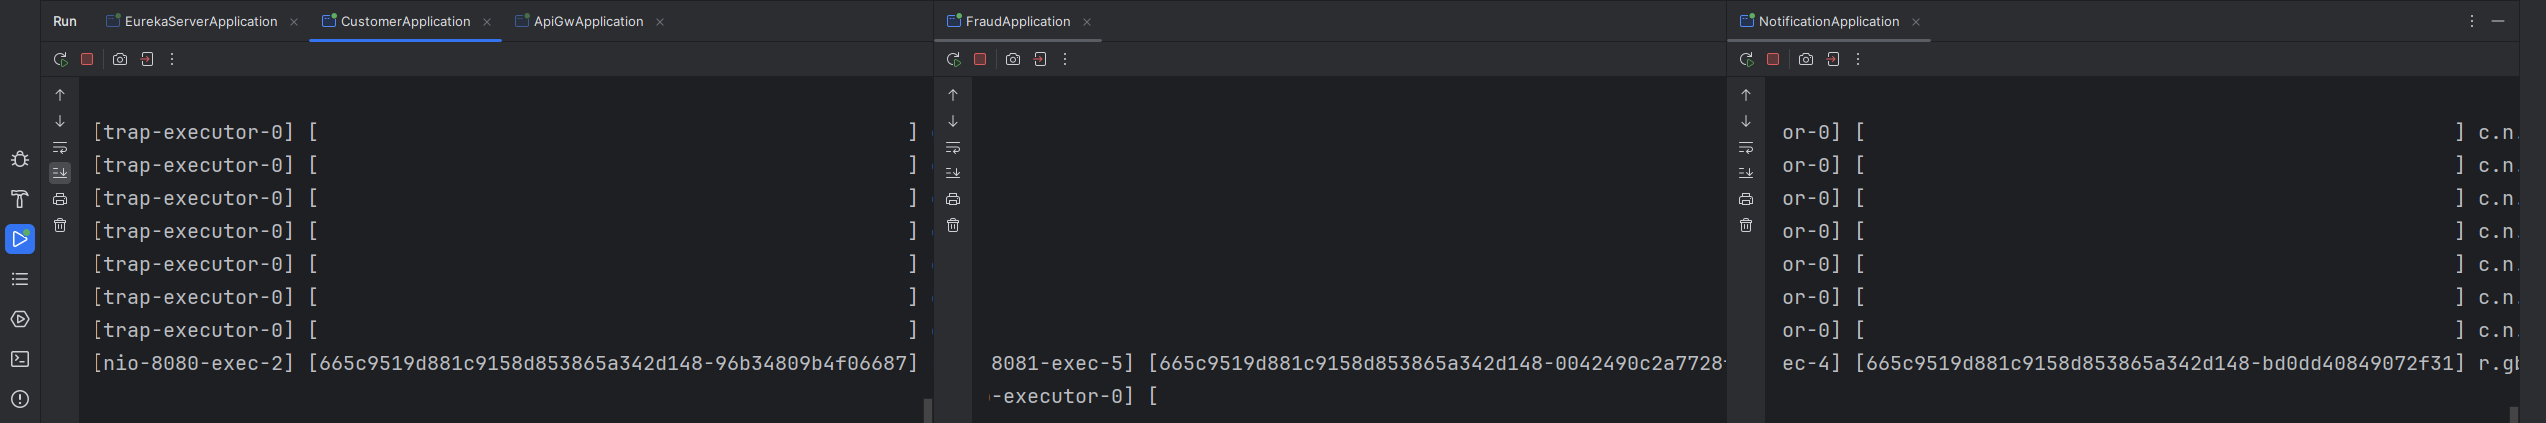 Run EurekaServerApplication CustomerApplication ApiGwApplication
[trap-executor-0] [ ]
[trap-executor-0] [ ]
[trap-executor-0] [ ]
[trap-executor-0] [ ]
[trap-executor-0] [ ]
[trap-executor-0] [ ]
[trap-executor-0] [ ]
[nio-8080-exec-2] [665c9519d881c9158d853865a342d148-96b34809b4f06687]
FraudApplication
8081-exec-5] [665c9519d881c9158d853865a342d148-0042490c2a7728
-executor-0] [
NotificationApplication
or-0] [ ] c.n.
or-0] [ ] c.n.
or-0] [ ] c.n.
or-0] [ ] c.n.
or-0] [ ] c.n.
or-0] [ ] c.n.
or-0] [ ] c.n.
ec-4] [665c9519d881c9158d853865a342d148-bd0dd40849072f31] r.gb